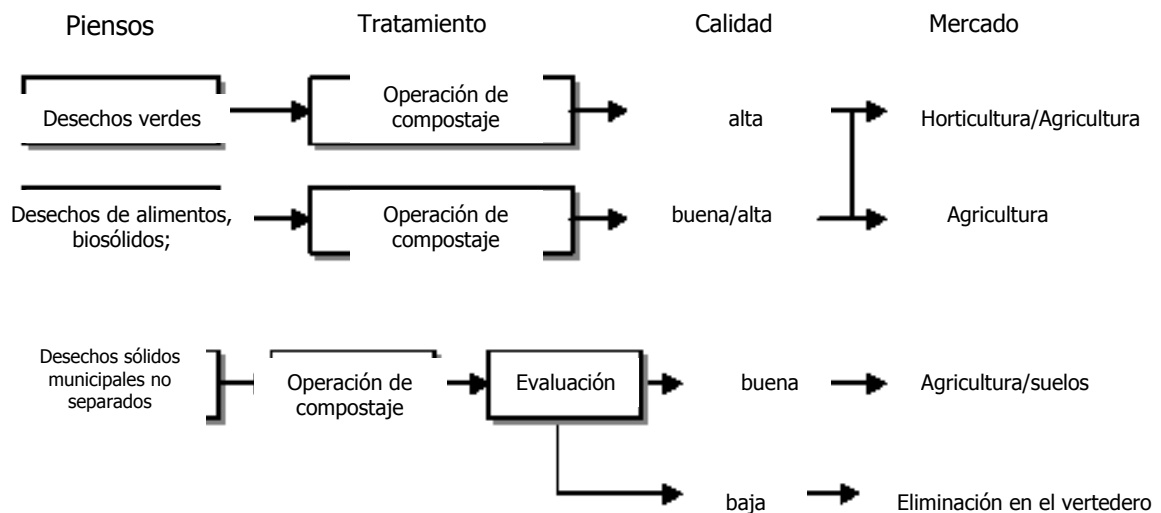 Piensos Tratamiento Calidad Mercado
Desechos verdes
Operación de
compostaje
alta
Horticultura/Agricultura
Desechos de alimentos,
biosólidos;
Operación de
compostaje
buena/alta
Agricultura
Desechos sólidos
municipales no
separados
Operación de
compostaje
Evaluación
buena
Agricultura/suelos
baja
Eliminación en el vertedero